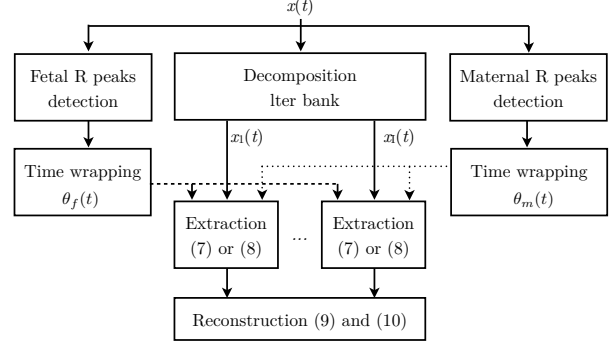 x(t)
Fetal R peaks
detection
Decomposition
lter bank
Maternal R peaks
detection
x1(t)
xI(t)
Time wrapping
θf(t)
Time wrapping
θm(t)
Extraction
(7) or (8)
...
Extraction
(7) or (8)
Reconstruction (9) and (10)